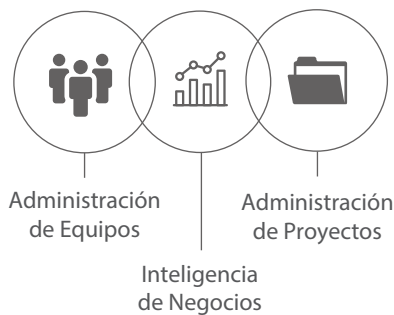 Administración
de Equipos
Inteligencia
de Negocios
Administración
de Proyectos